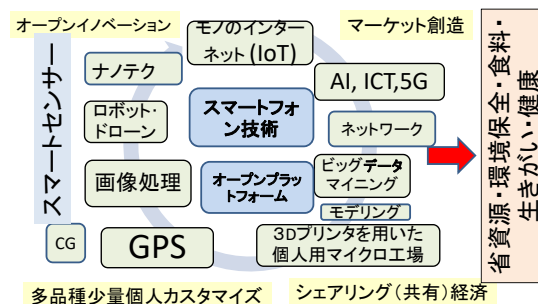 オープンイノベーション
マーケット創造
モノのインター
ネット(IoT)
ナノテク
AI, ICT,5G
スマートセンサー
ロボット・
ドローン
スマートフォ
ン技術
ネットワーク
画像処理
オープンプラッ
トフォーム
ビッグデータ
マイニング
モデリング
CG
GPS
3Dプリンタを用いた
個人用マイクロ工場
多品種少量個人カスタマイズ
シェアリング(共有)経済
省資源・環境保全・食料・
生きがい・健康